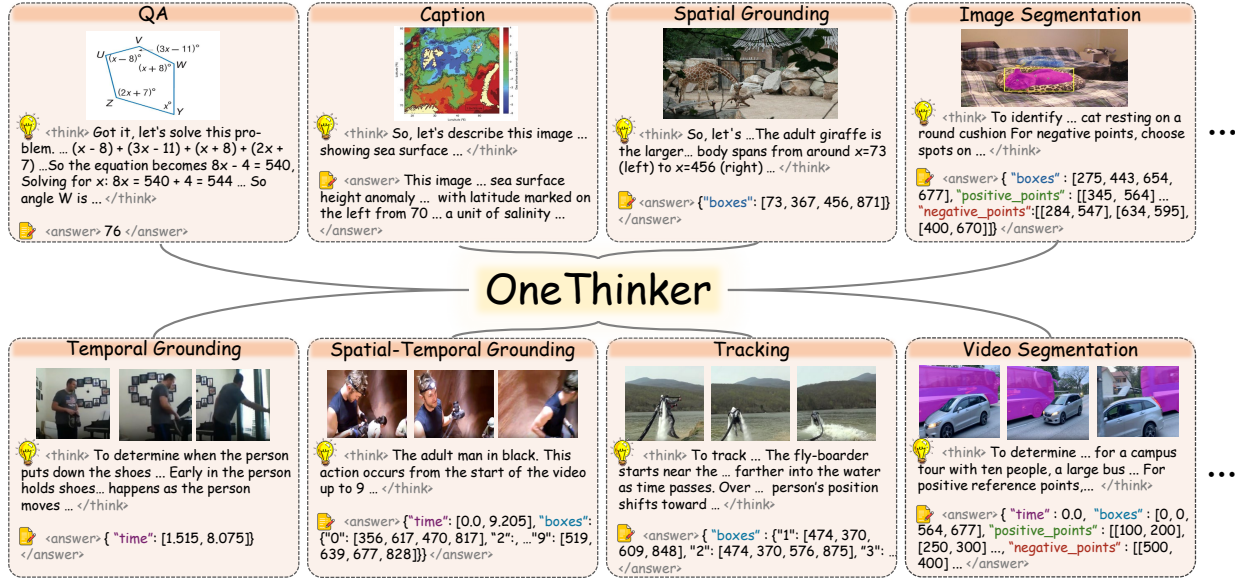 QA
V
U
(3x − 11)°
(x − 8)°
(x + 8)°
W
Z
(2x + 7)°
x°
Y
<think> Got it, let's solve this pro-
blem. ... (x - 8) + (3x - 11) + (x + 8) + (2x +
7) ...So the equation becomes 8x - 4 = 540,
Solving for x: 8x = 540 + 4 = 544 ... So
angle W is ... </think>
<answer> 76 </answer>
Caption
<think> So, let's describe this image ...
showing sea surface ... </think>
<answer> This image ... sea surface
height anomaly ... with latitude marked on
the left from 70 ... a unit of salinity ...
</answer>
Spatial Grounding
<think> So, let's ...The adult giraffe is
the larger... body spans from around x=73
(left) to x=456 (right) ... </think>
<answer> {"boxes": [73, 367, 456, 871]}
</answer>
Image Segmentation
<think> To identify ... cat resting on a
round cushion For negative points, choose
spots on ... </think>
<answer> { "boxes" : [275, 443, 654,
677], "positive_points" : [[345, 564] ...
"negative_points":[[284, 547], [634, 595],
[400, 670]]} </answer>
...
OneThinker
Temporal Grounding
<think> To determine when the person
puts down the shoes ... Early in the person
holds shoes... happens as the person
moves ... </think>
<answer> { "time": [1.515, 8.075]}
</answer>
Spatial-Temporal Grounding
<think> The adult man in black. This
action occurs from the start of the video
up to 9 ... </think>
<answer> {"time": [0.0, 9.205], "boxes":
{"0": [356, 617, 470, 817], "2":, ..."9": [519,
639, 677, 828]}} </answer>
Tracking
<think> To track ... The fly-boarder
starts near the ... farther into the water
as time passes. Over ... person's position
shifts toward ... </think>
<answer> { "boxes" : {"1": [474, 370,
609, 848], "2": [474, 370, 576, 875], "3": ...
</answer>
Video Segmentation
<think> To determine ... for a campus
tour with ten people, a large bus ... For
positive reference points,... </think>
<answer> { "time" : 0.0, "boxes" : [0, 0,
564, 677], "positive_points" : [[100, 200],
[250, 300] ..., "negative_points" : [[500,
400] ... </answer>
...